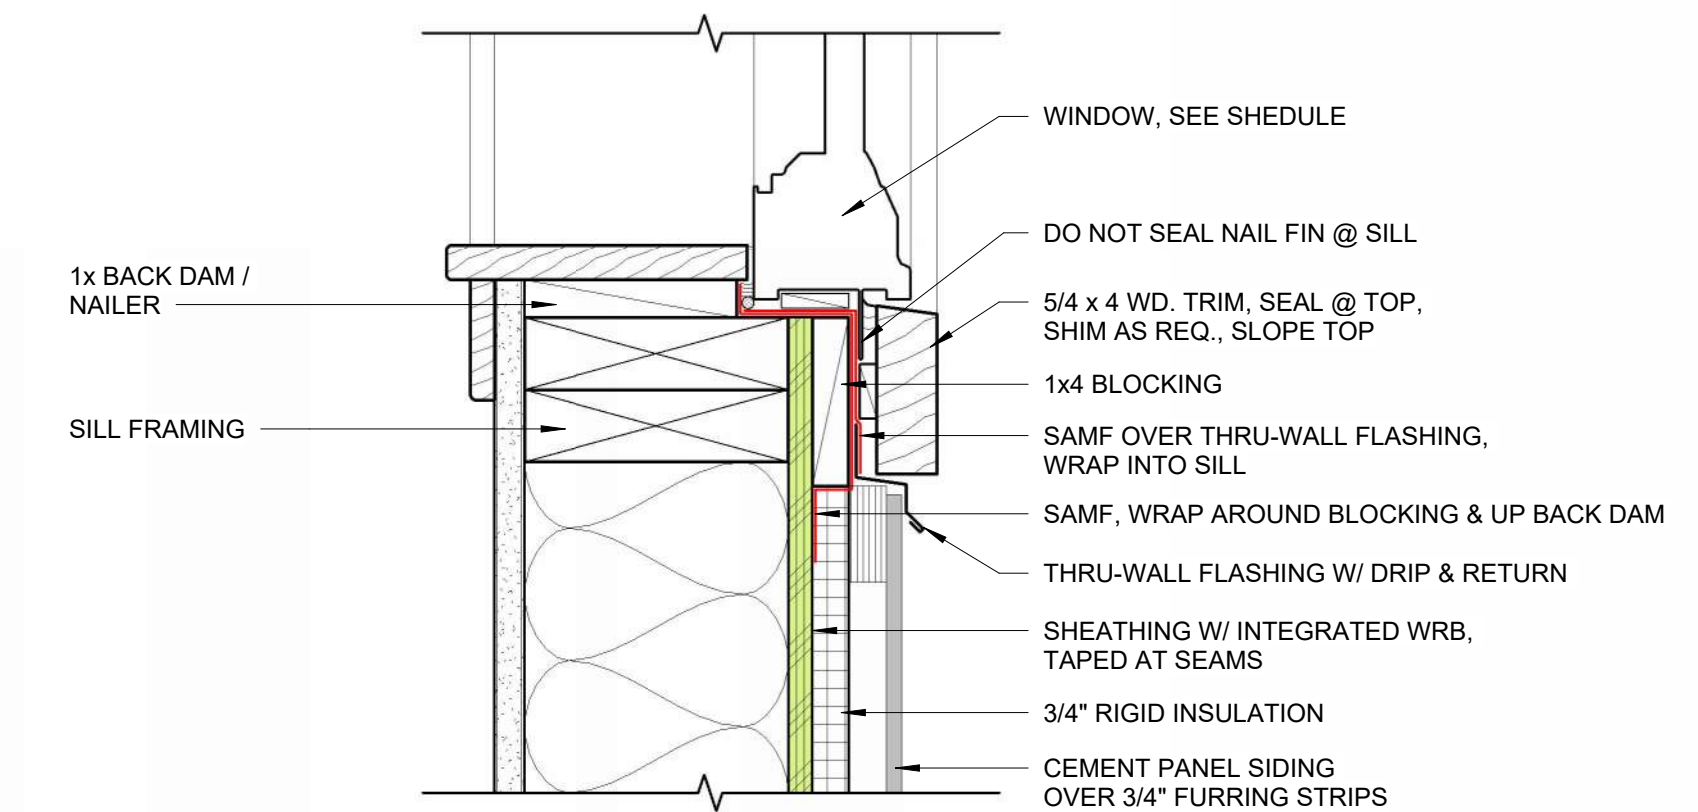 1x BACK DAM /
NAILER
SILL FRAMING
WINDOW, SEE SHEDULE
DO NOT SEAL NAIL FIN @ SILL
5/4 x 4 WD. TRIM, SEAL @ TOP,
SHIM AS REQ., SLOPE TOP
1x4 BLOCKING
SAMF OVER THRU-WALL FLASHING,
WRAP INTO SILL
SAMF, WRAP AROUND BLOCKING & UP BACK DAM
THRU-WALL FLASHING W/ DRIP & RETURN
SHEATHING W/ INTEGRATED WRB,
TAPED AT SEAMS
3/4" RIGID INSULATION
CEMENT PANEL SIDING
OVER 3/4" FURRING STRIPS